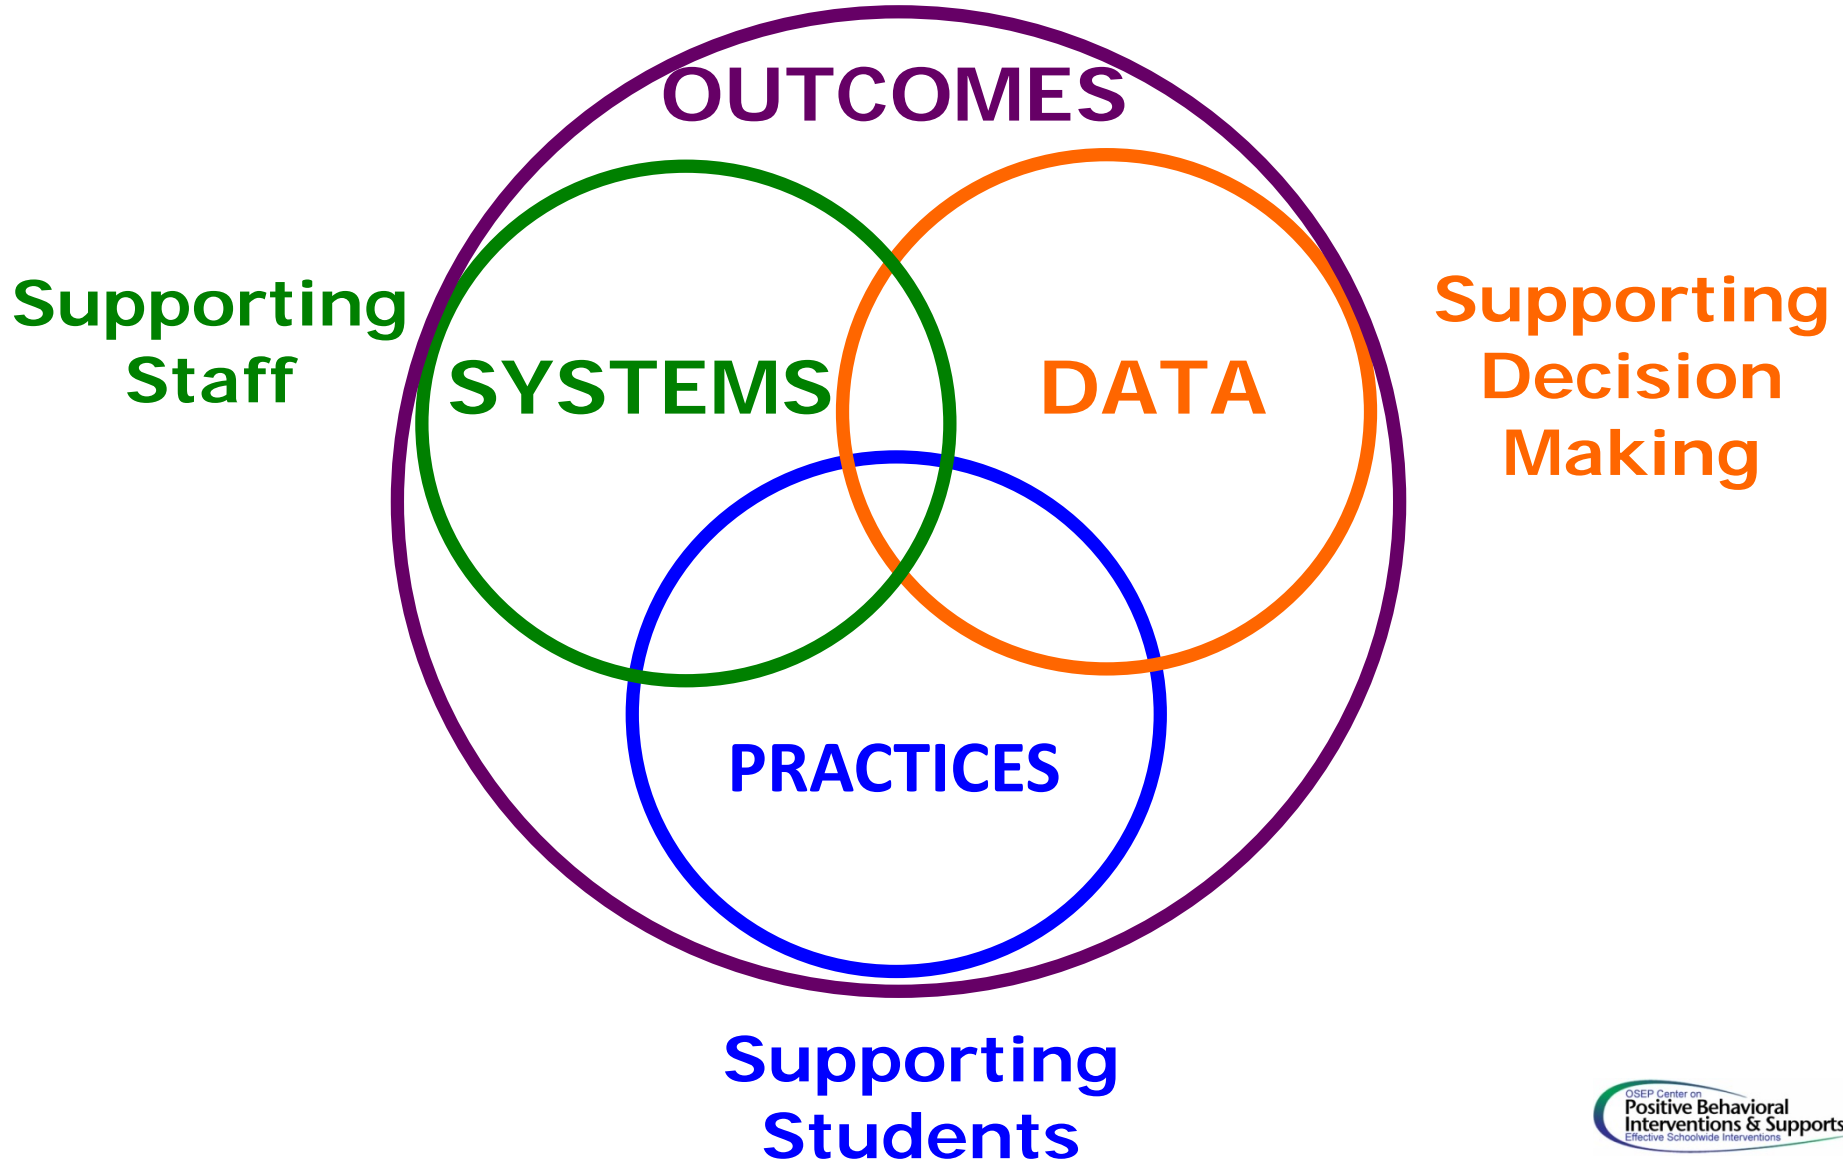 OUTCOMES
Supporting
Staff
SYSTEMS
DATA
Supporting
Decision
Making
PRACTICES
Supporting
Students
OSEP Center on
Positive Behavioral
Interventions & Supports
Effective Schoolwide Interventions